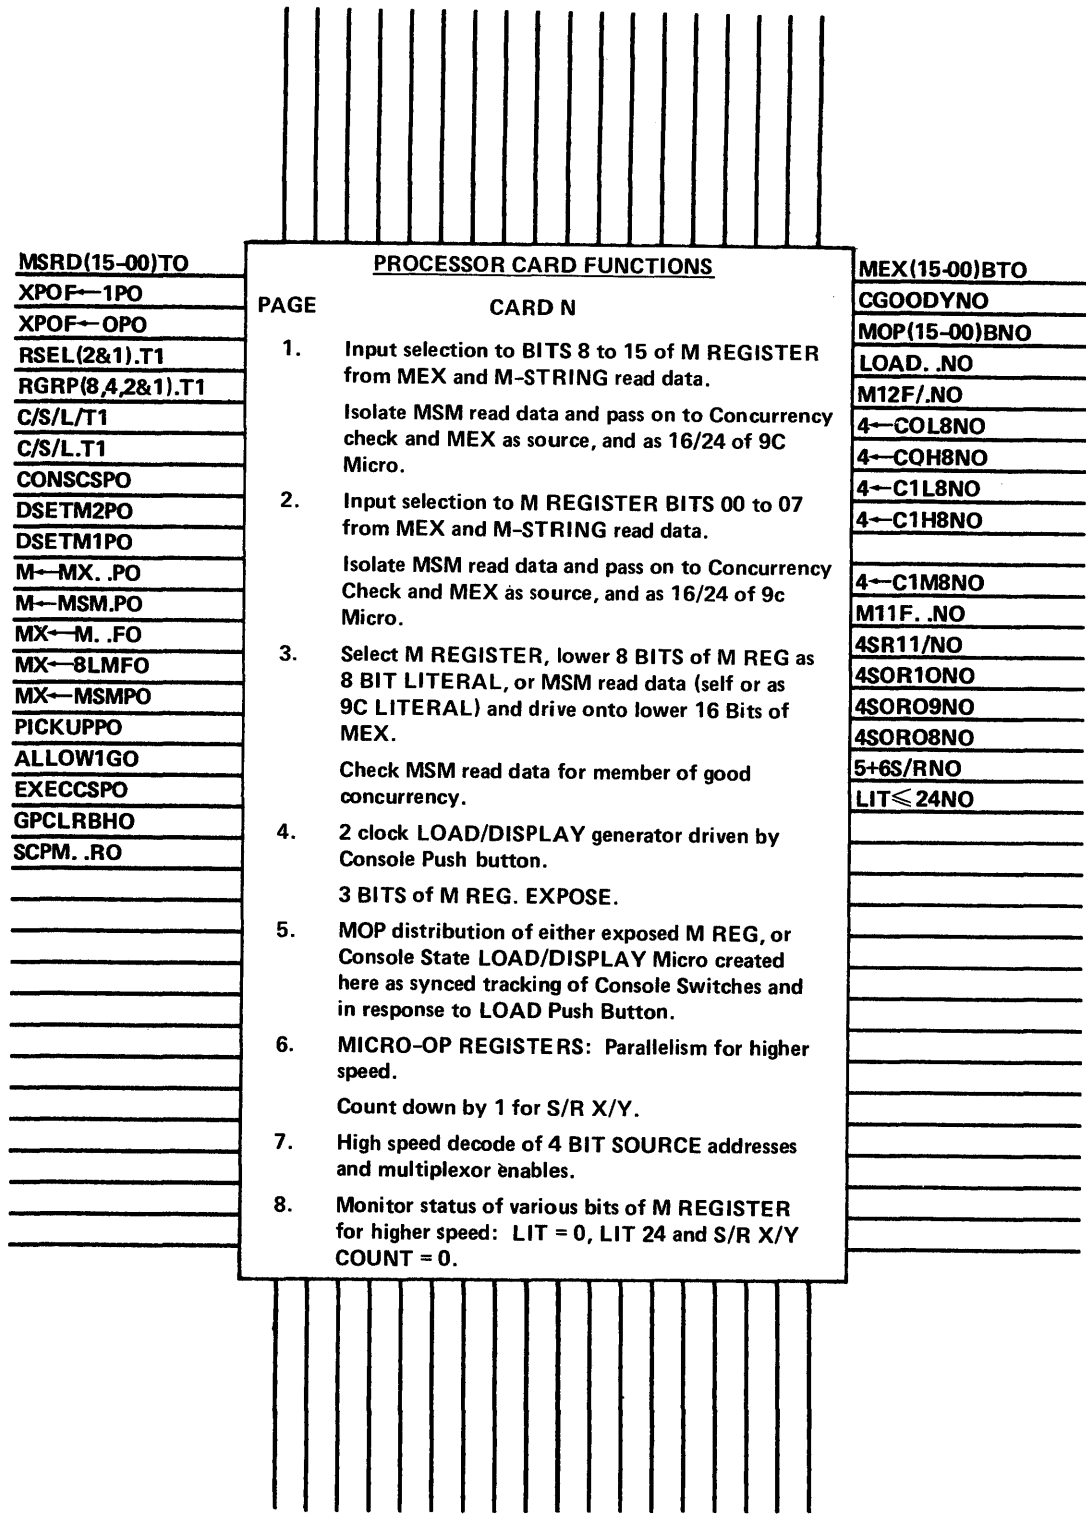 MSRD(15-00)TO
XPOF←1PO
XPOF←OPO
RSEL(2&1).T1
RGRP(8,4,2&1).T1
C/S/L/T1
C/S/L.T1
CONSCSPO
DSETM2PO
DSETM1PO
M←MX. .PO
M←MSM.PO
MX←M. .FO
MX←8LMFO
MX←MSMPO
PICKUPPO
ALLOW1GO
EXECCSPO
GPCLRBHO
SCPM. .RO
PROCESSOR CARD FUNCTIONS
PAGE CARD N
1. Input selection to BITS 8 to 15 of M REGISTER
from MEX and M-STRING read data.
Isolate MSM read data and pass on to Concurrency
check and MEX as source, and as 16/24 of 9C
Micro.
2. Input selection to M REGISTER BITS 00 to 07
from MEX and M-STRING read data.
Isolate MSM read data and pass on to Concurrency
Check and MEX as source, and as 16/24 of 9c
Micro.
3. Select M REGISTER, lower 8 BITS of M REG as
8 BIT LITERAL, or MSM read data (self or as
9C LITERAL) and drive onto lower 16 Bits of
MEX.
Check MSM read data for member of good
concurrency.
4. 2 clock LOAD/DISPLAY generator driven by
Console Push button.
3 BITS of M REG. EXPOSE.
5. MOP distribution of either exposed M REG, or
Console State LOAD/DISPLAY Micro created
here as synced tracking of Console Switches and
in response to LOAD Push Button.
6. MICRO-OP REGISTERS: Parallelism for higher
speed.
Count down by 1 for S/R X/Y.
7. High speed decode of 4 BIT SOURCE addresses
and multiplexor enables.
8. Monitor status of various bits of M REGISTER
for higher speed: LIT = 0, LIT 24 and S/R X/Y
COUNT = 0.
MEX(15-00)BTO
CGOODYNO
MOP(15-00)BNO
LOAD. .NO
M12F/.NO
4←COL8NO
4←COH8NO
4←C1L8NO
4←C1H8NO
4←C1M8NO
M11F. .NO
4SR11/NO
4SOR1ONO
4SORO9NO
4SORO8NO
5+6S/RNO
LIT≤24NO